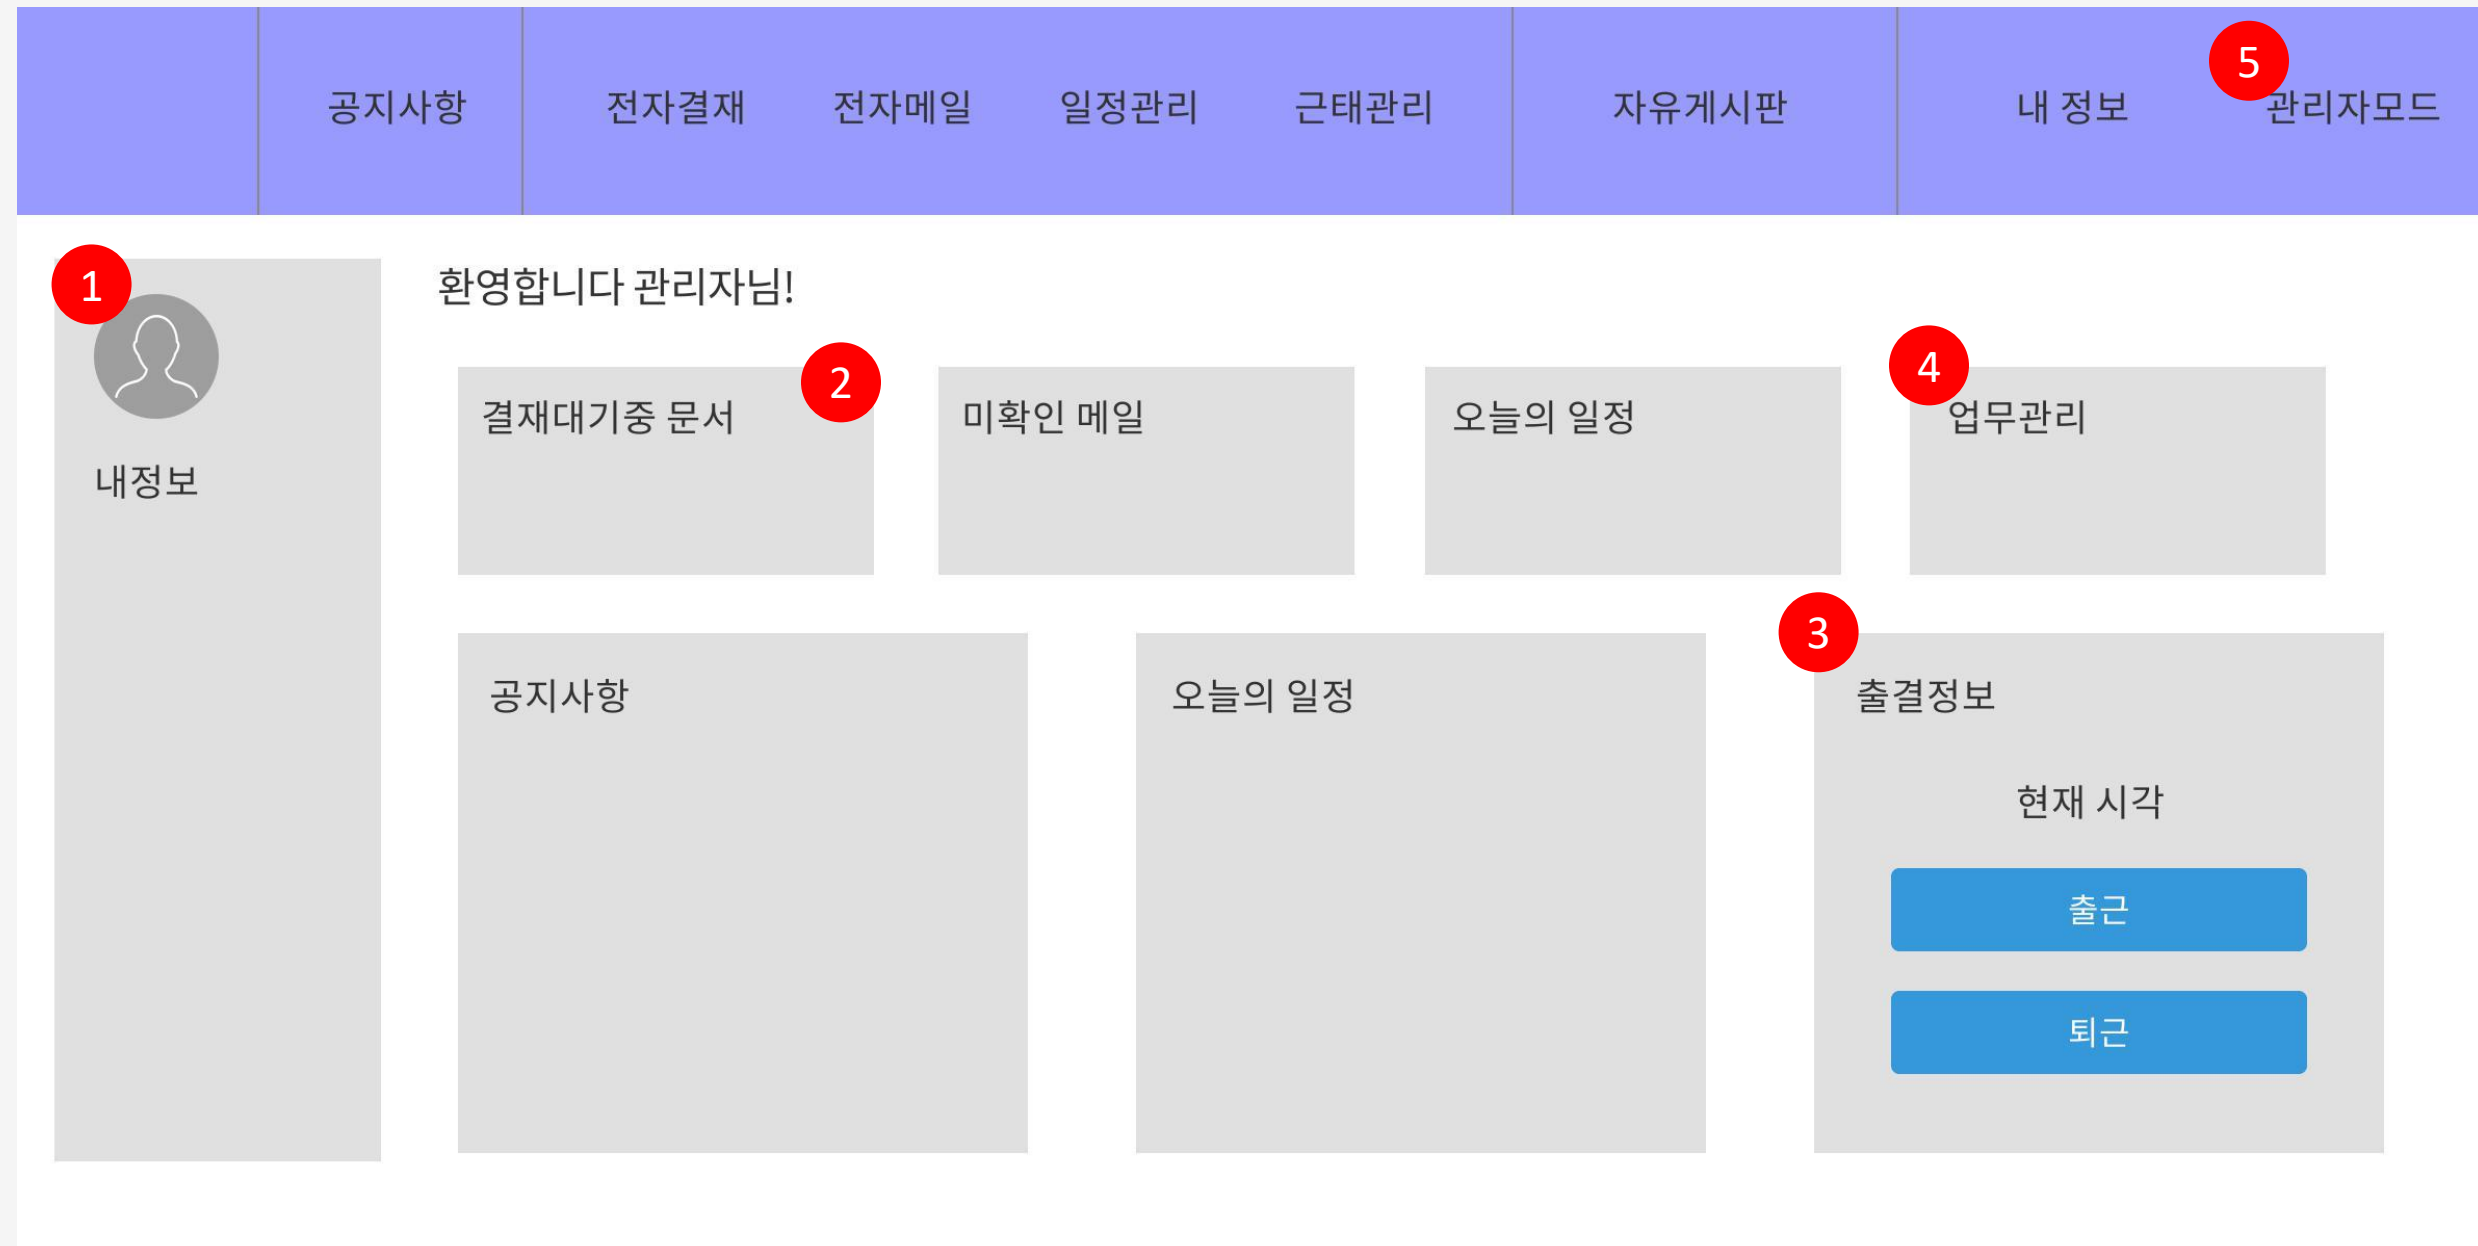 공지사항 전자결재 전자메일 일정관리 근태관리 자유게시판 내 정보 5 관리자모드
1
내정보
환영합니다 관리자님!
결재대기중 문서 2
미확인 메일
오늘의 일정
4
업무관리
공지사항
오늘의 일정
3
출결정보
현재 시각
출근
퇴근